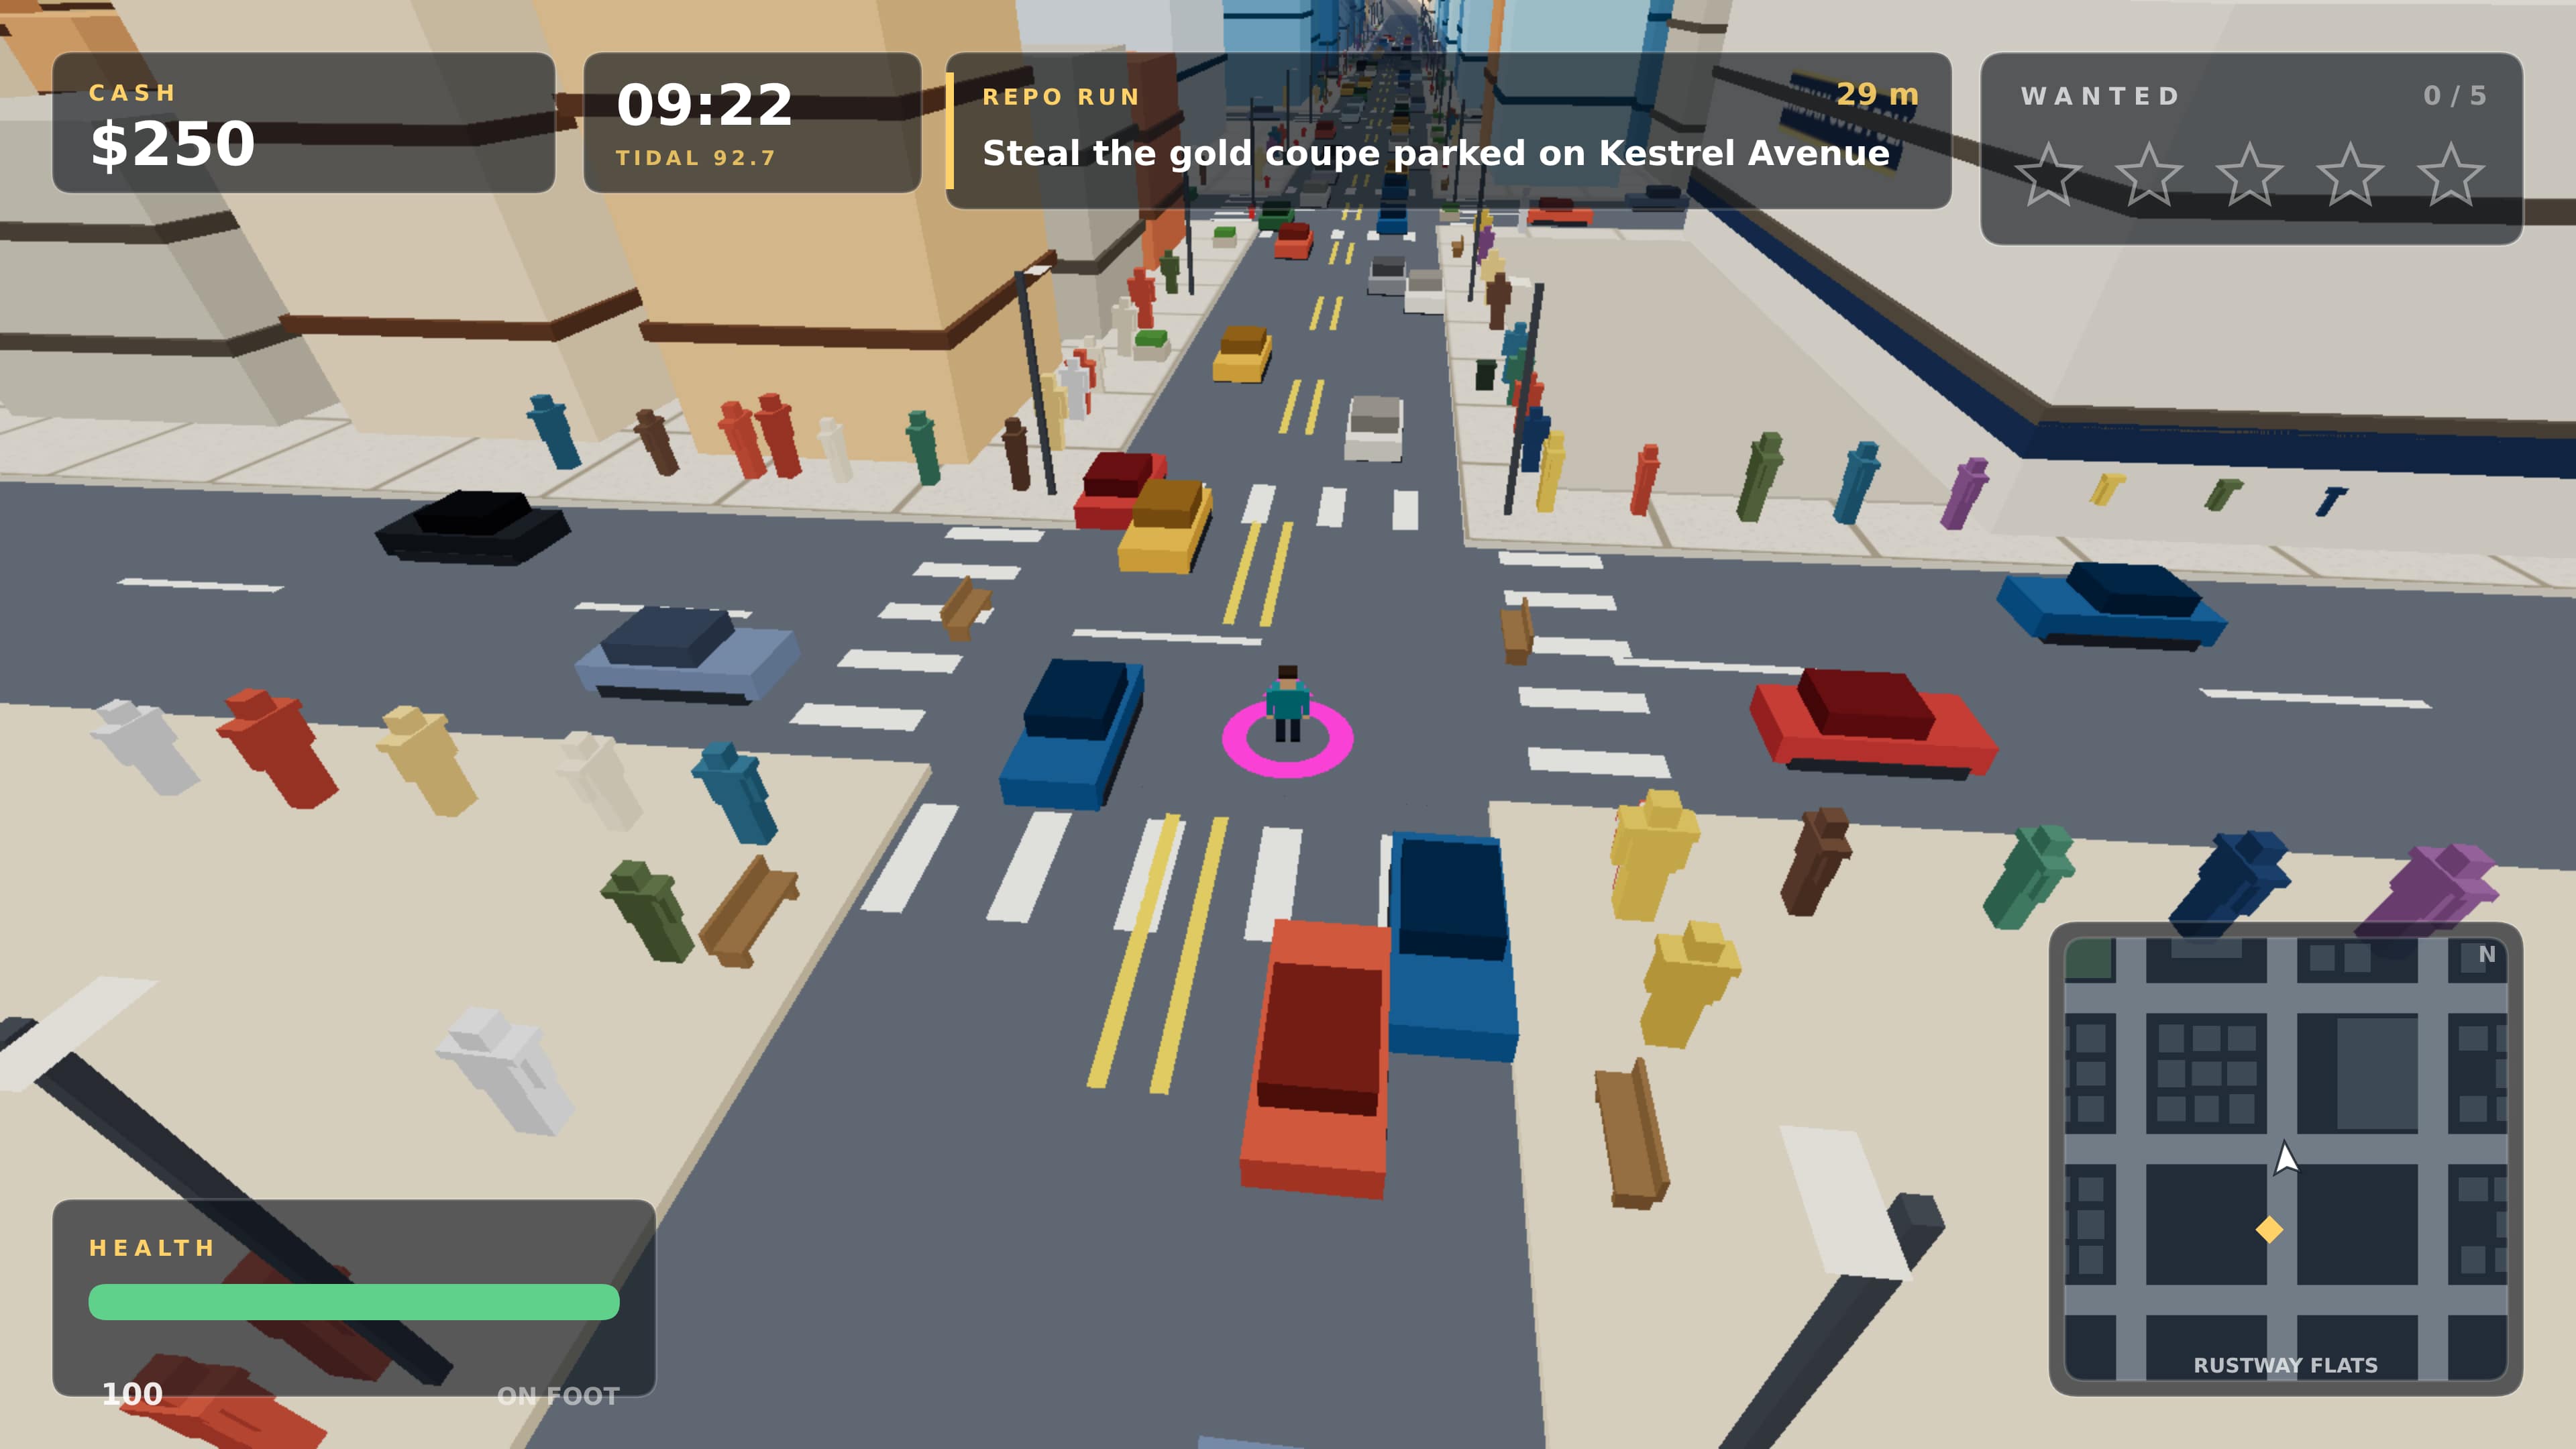 CASH
$250
09:22
TIDAL 92.7
REPO RUN
29 m
Steal the gold coupe parked on Kestrel Avenue
WANTED
0 / 5
N
RUSTWAY FLATS
HEALTH
100
ON FOOT